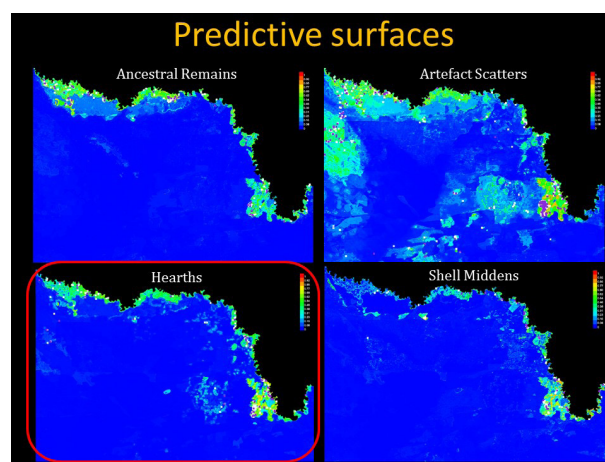 Predictive surfaces
Ancestral Remains
Artefact Scatters
Hearths
Shell Middens